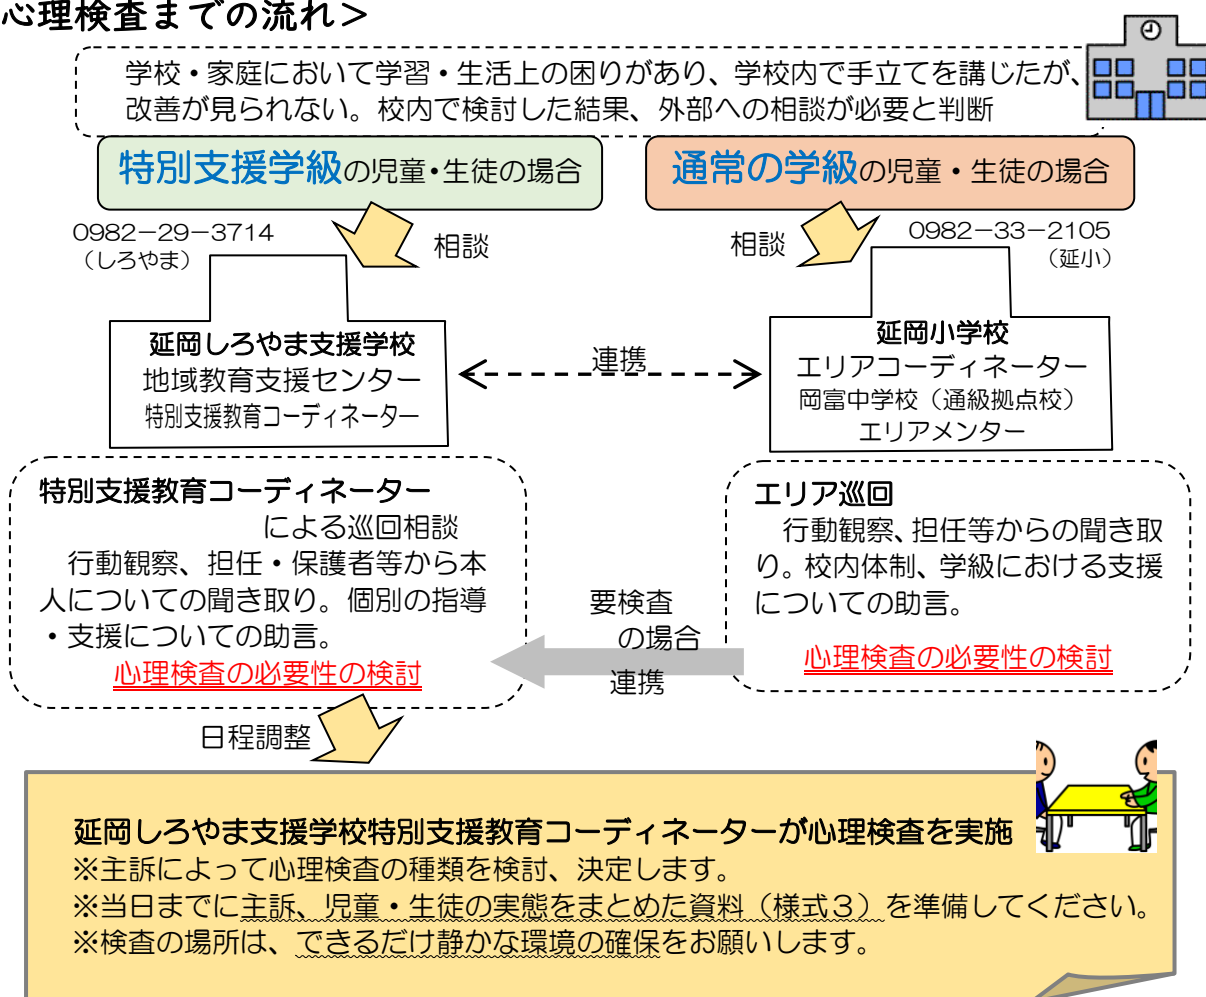 心理検査までの流れ＞
学校・家庭において学習・生活上の困りがあり、学校内で手立てを講じたが、
改善が見られない。校内で検討した結果、外部への相談が必要と判断
特別支援学級の児童・生徒の場合
通常の学級の児童・生徒の場合
0982－29－3714
（しろやま）
相談
相談
0982－33－2105
（延小）
延岡しろやま支援学校
地域教育支援センター
特別支援教育コーディネーター
連携
延岡小学校
エリアコーディネーター
岡富中学校（通級拠点校）
エリアメンター
特別支援教育コーディネーター
による巡回相談
行動観察、担任・保護者等から本
人についての聞き取り。個別の指導
・支援についての助言。
心理検査の必要性の検討
要検査
の場合
連携
エリア巡回
行動観察、担任等からの聞き取
り。校内体制、学級における支援
についての助言。
心理検査の必要性の検討
日程調整
延岡しろやま支援学校特別支援教育コーディネーターが心理検査を実施
※主訴によって心理検査の種類を検討、決定します。
※当日までに主訴、児童・生徒の実態をまとめた資料（様式３）を準備してください。
※検査の場所は、できるだけ静かな環境の確保をお願いします。